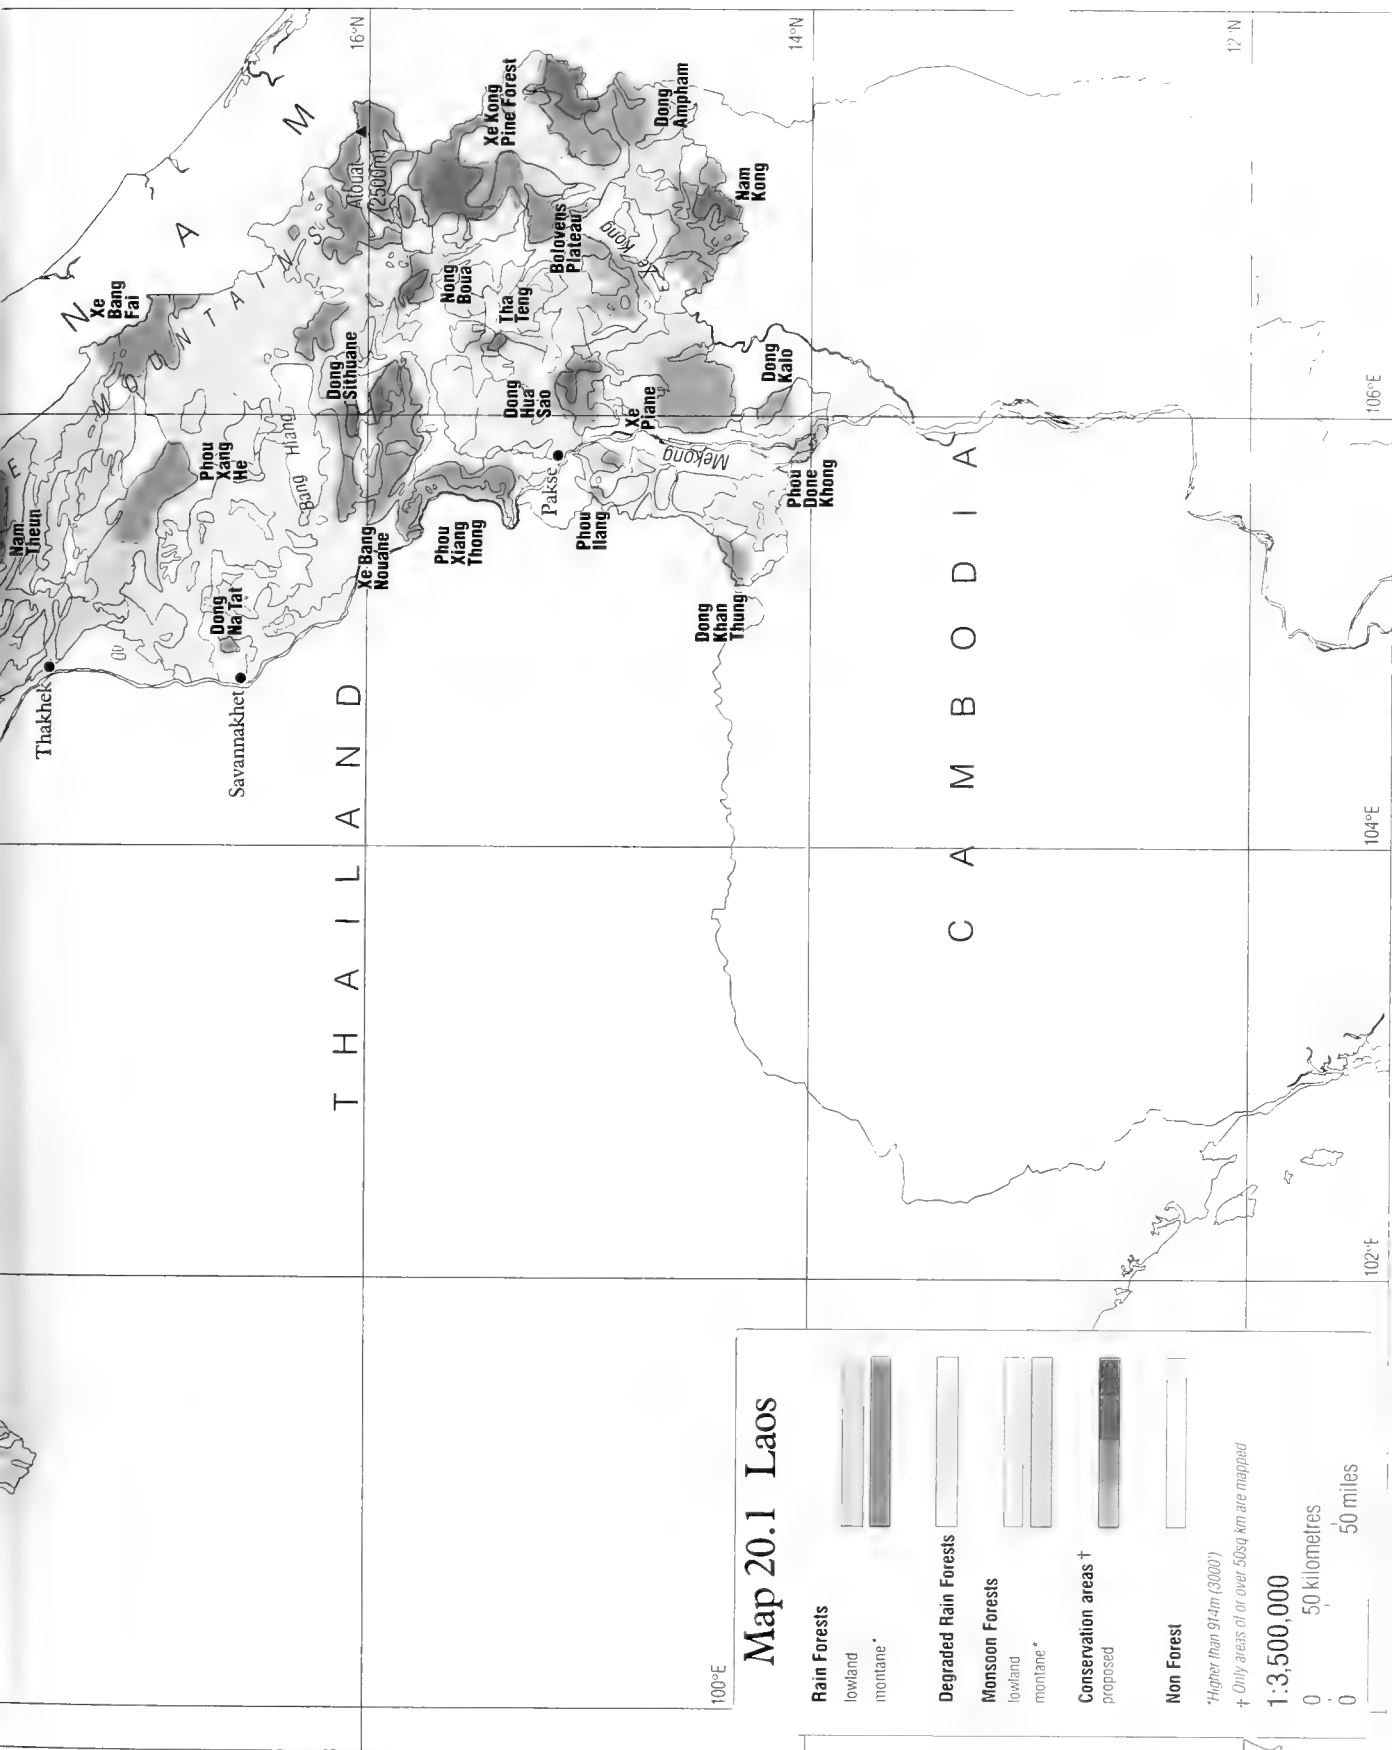 Map 20.1 Laos
Rain Forests
lowland
montane*
Degraded Rain Forests
Monsoon Forests
lowland
montane*
Conservation areas †
proposed
Non Forest
*Higher than 914m (3000')
† Only areas of or over 50sq km are mapped
1:3,500,000
0 50 kilometres
0 50 miles
100°E
102°E
104°E
106°E
16°N
14°N
12°N
THAILAND
CAMBODIA
N A M
E
MOUNTAINS
Thakhek
Savannakhet
Pakse
Nam
Theun
Xe
Bang
Fai
Phou
Xang
He
Dong
Na Tat
Bang Hiang
Dong
Sithuane
Xe Bang
Nouane
Phou
Xiang
Thong
Phou
Ilang
Dong
Khan
Thung
Phou
Done
Khong
Mekong
Xe
Piane
Dong
Kalo
Dong
Hua
Sao
Tha
Teng
Nong
Boua
Bolovens
Plateau
Xe Kong
Nam
Kong
Dong
Ampham
Xe Kong
Pine Forest
Atouat
(2500m)